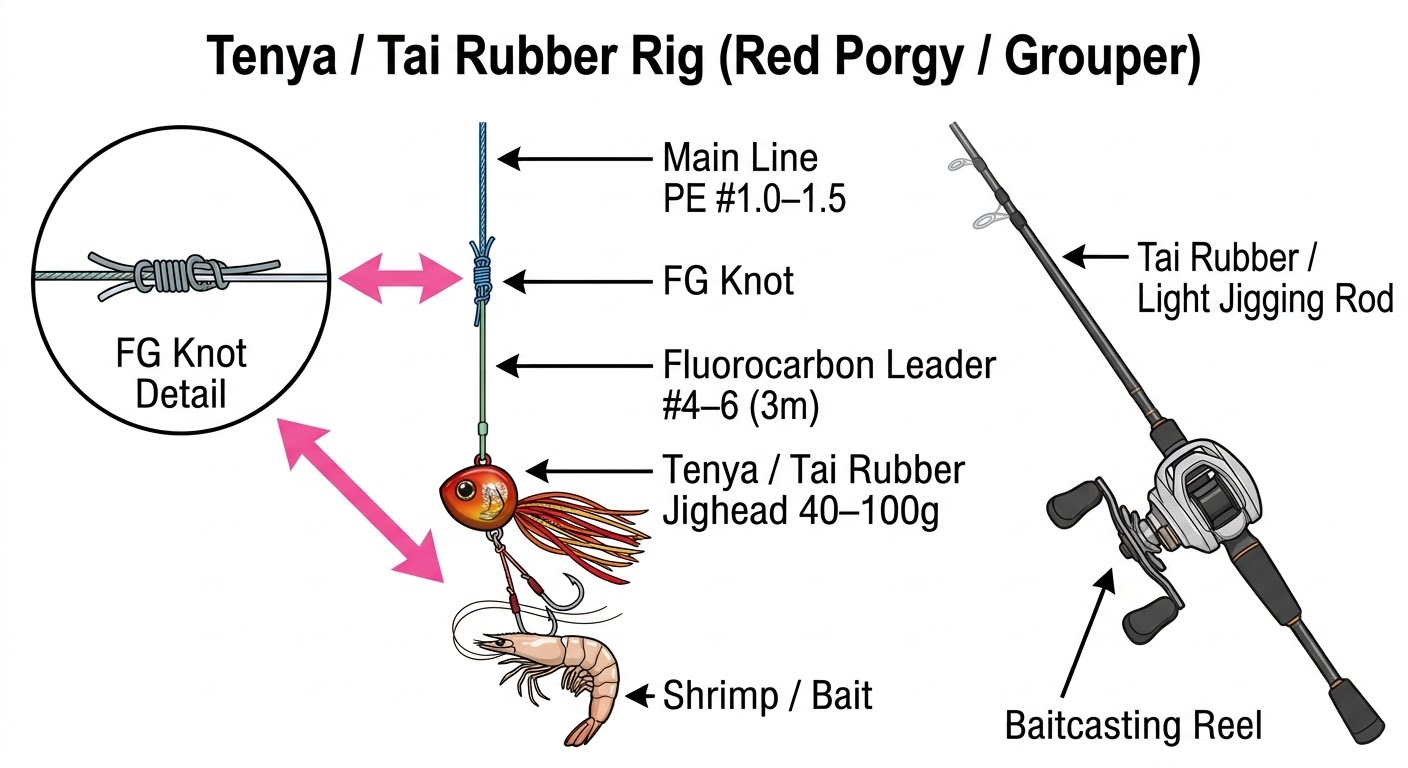 Tenya / Tai Rubber Rig (Red Porgy / Grouper)
Main Line
PE #1.0–1.5
FG Knot
FG Knot
Detail
Fluorocarbon Leader
#4–6 (3m)
Tenya / Tai Rubber
Jighead 40–100g
Shrimp / Bait
Tai Rubber /
Light Jigging Rod
Baitcasting Reel